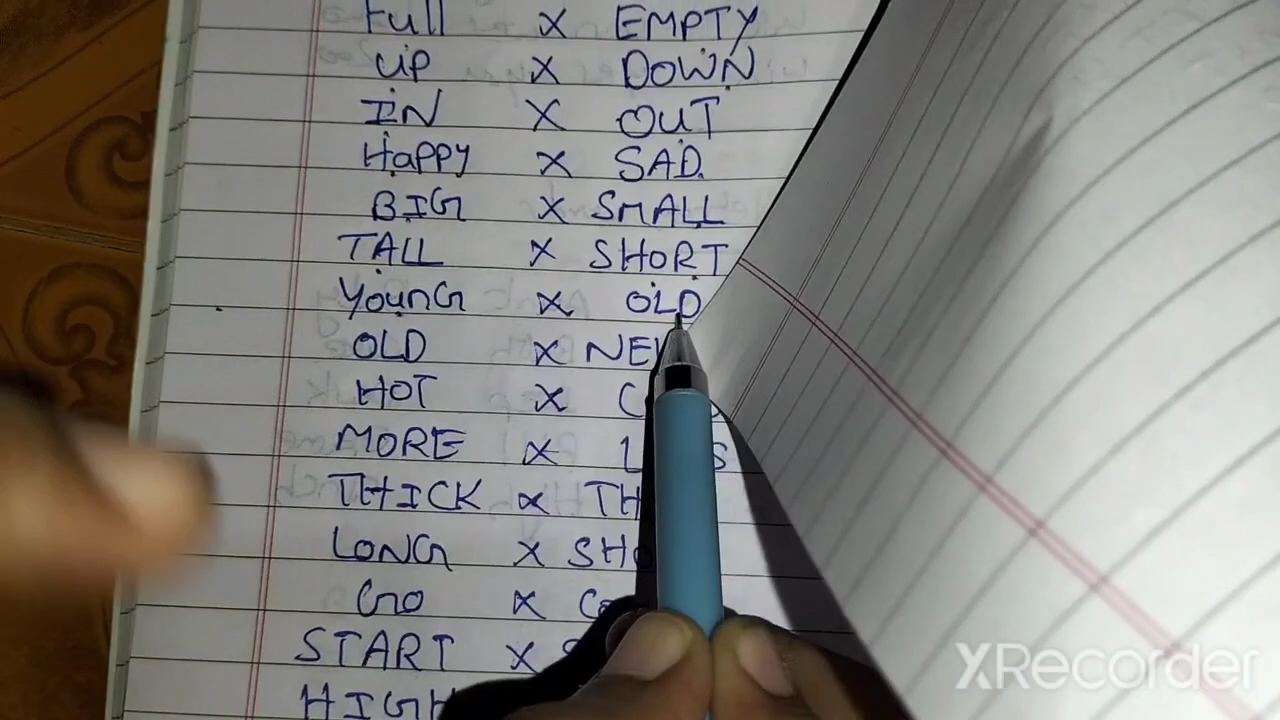 Full x EMPTY
UP x DOWN
IN x OUT
Happy x SAD.
BIG x SMALL
TALL x SHORT
YOUNG x OLD
OLD x
HOT x
MORE x
THICK x
LONG x
GO x
START x
XRecorder